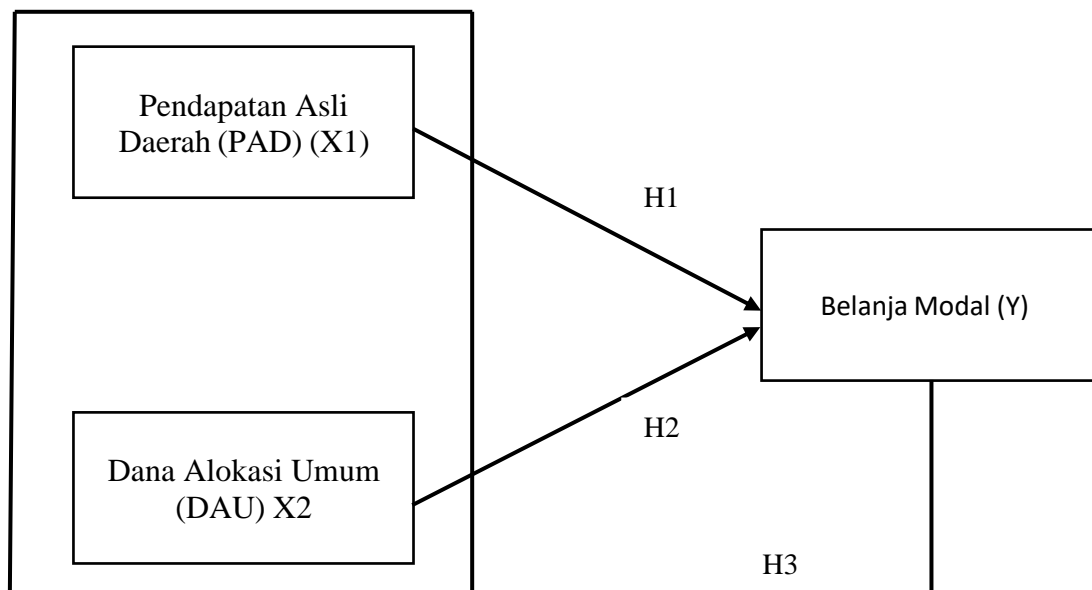 Pendapatan Asli
Daerah (PAD) (X1)
H1
Belanja Modal (Y)
H2
Dana Alokasi Umum
(DAU) X2
H3